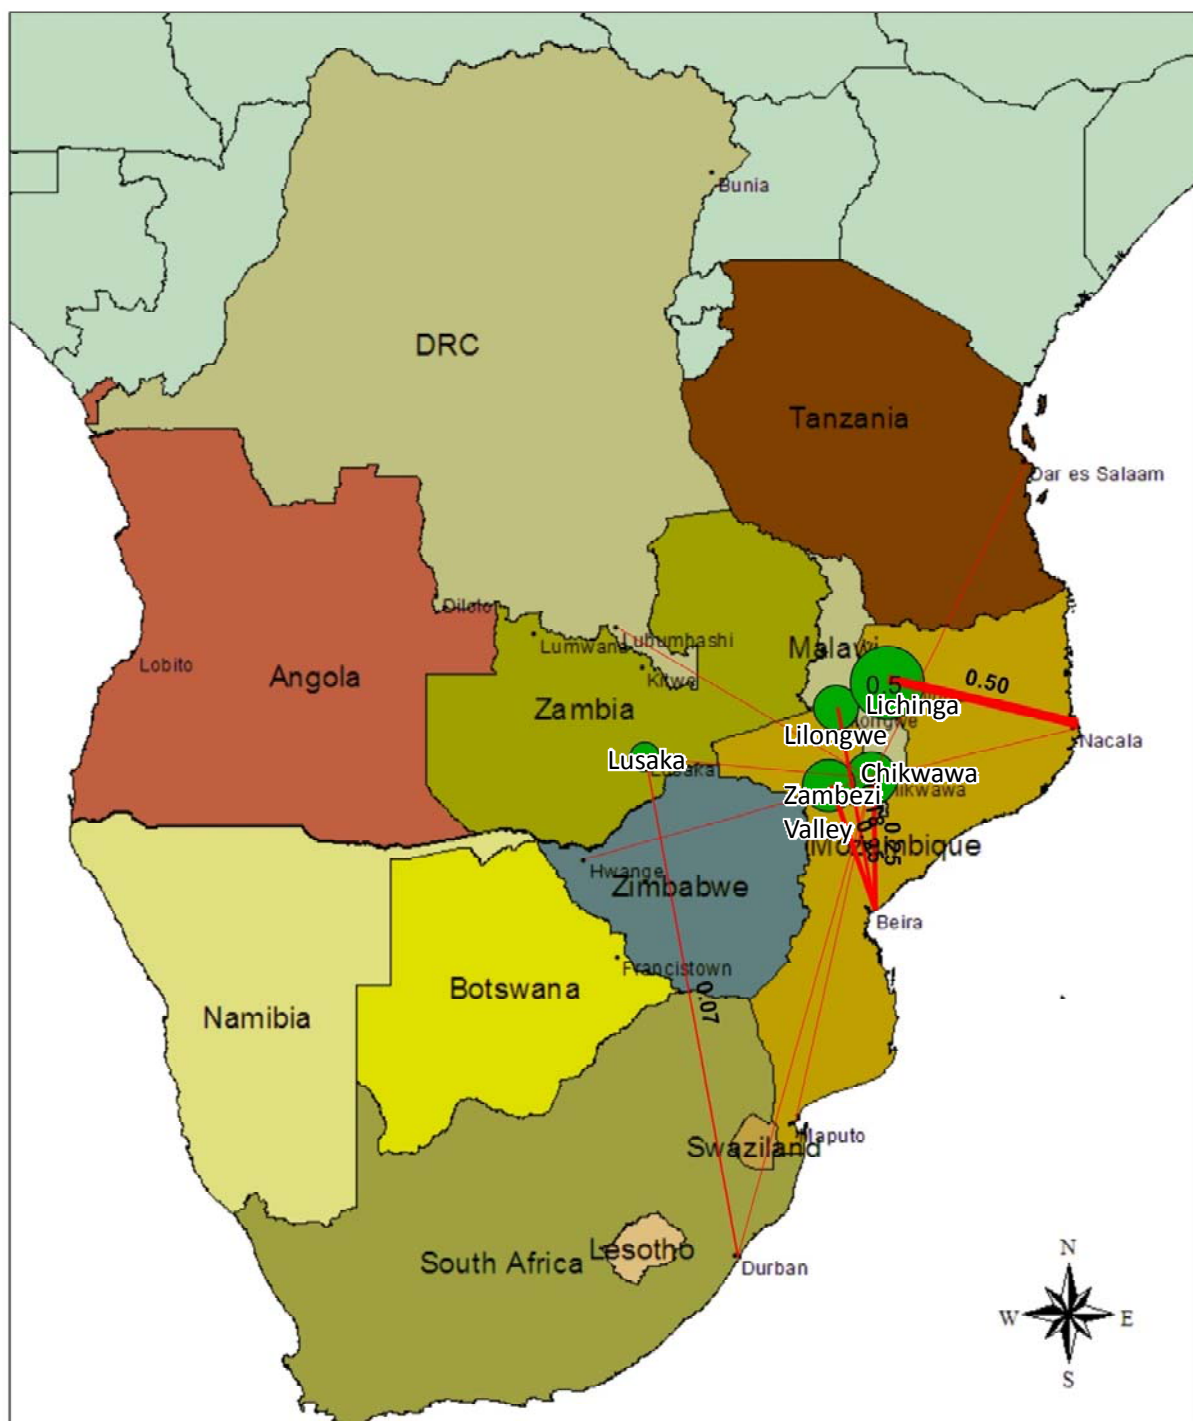 Bunia
DRC
Tanzania
Dar es Salaam
Dilolo
Lumwana
Lubumbashi
Malawi
Lobito
Angola
Kitwe
0.5
0.50
Lichinga
Zambia
Lilongwe
Nacala
Lusaka
Chikwawa
Zambezi
Valley
Mozambique
0.25
Hwange
Zimbabwe
Beira
Francistown
Botswana
0.07
Namibia
Maputo
Swaziland
Lesotho
South Africa
Durban
N
W
E
S